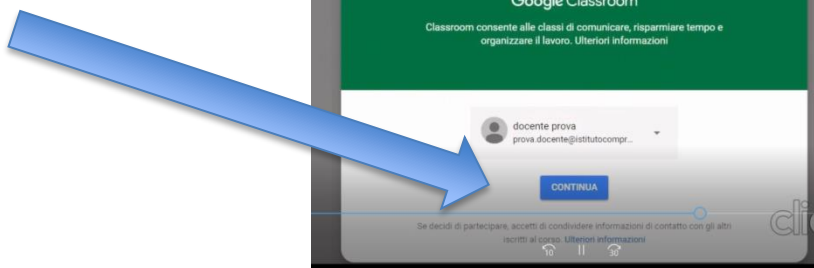 Google Classroom
Classroom consente alle classi di comunicare, risparmiare tempo e
organizzare il lavoro. Ulteriori informazioni
docente prova
prova.docente@istitutocompr...
CONTINUA
Se decidi di partecipare, accetti di condividere informazioni di contatto con gli altri
iscritti al corso. Ulteriori informazioni
10
30